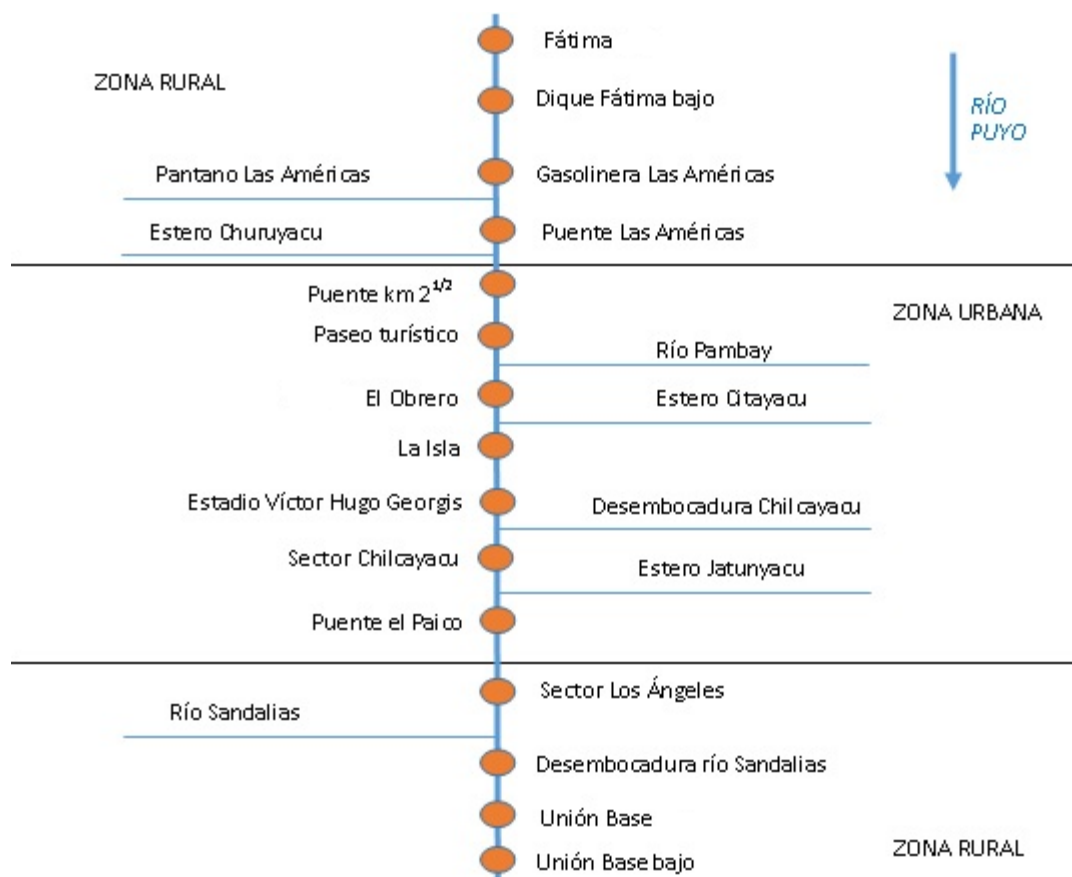 Fátima
ZONA RURAL
Dique Fátima bajo
RÍO
PUYO
Pantano Las Américas
Gasolinera Las Américas
Estero Churuyacu
Puente Las Américas
Puente km 2 1/2
ZONA URBANA
Paseo turístico
Río Pambay
El Obrero
Estero Citayacu
La Isla
Estadio Víctor Hugo Georgis
Desembocadura Chilcayacu
Sector Chilcayacu
Estero Jatunyacu
Puente el Paico
Sector Los Ángeles
Río Sandalias
Desembocadura río Sandalias
Unión Base
Unión Base bajo
ZONA RURAL